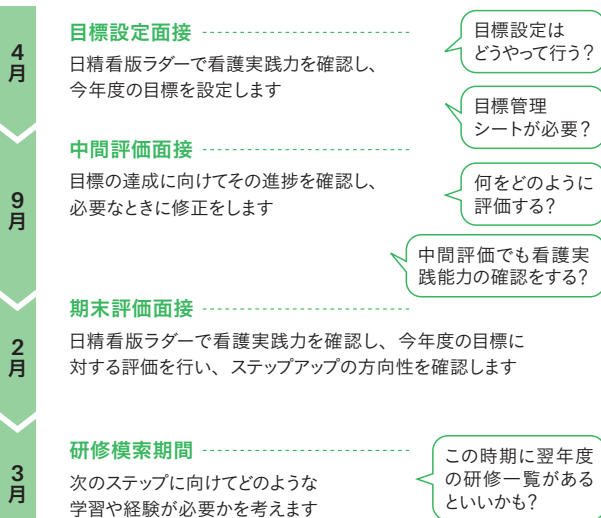 4月
目標設定面接
日精看版ラダーで看護実践力を確認し、
今年度の目標を設定します
目標設定は
どうやって行う?
目標管理
シートが必要?
9月
中間評価面接
目標の達成に向けてその進捗を確認し、
必要なときに修正をします
何をどのように
評価する?
中間評価でも看護実
践能力の確認をする?
2月
期末評価面接
日精看版ラダーで看護実践力を確認し、今年度の目標に
対する評価を行い、ステップアップの方向性を確認します
3月
研修模索期間
次のステップに向けてどのような
学習や経験が必要かを考えます
この時期に翌年度
の研修一覧がある
といいかも?